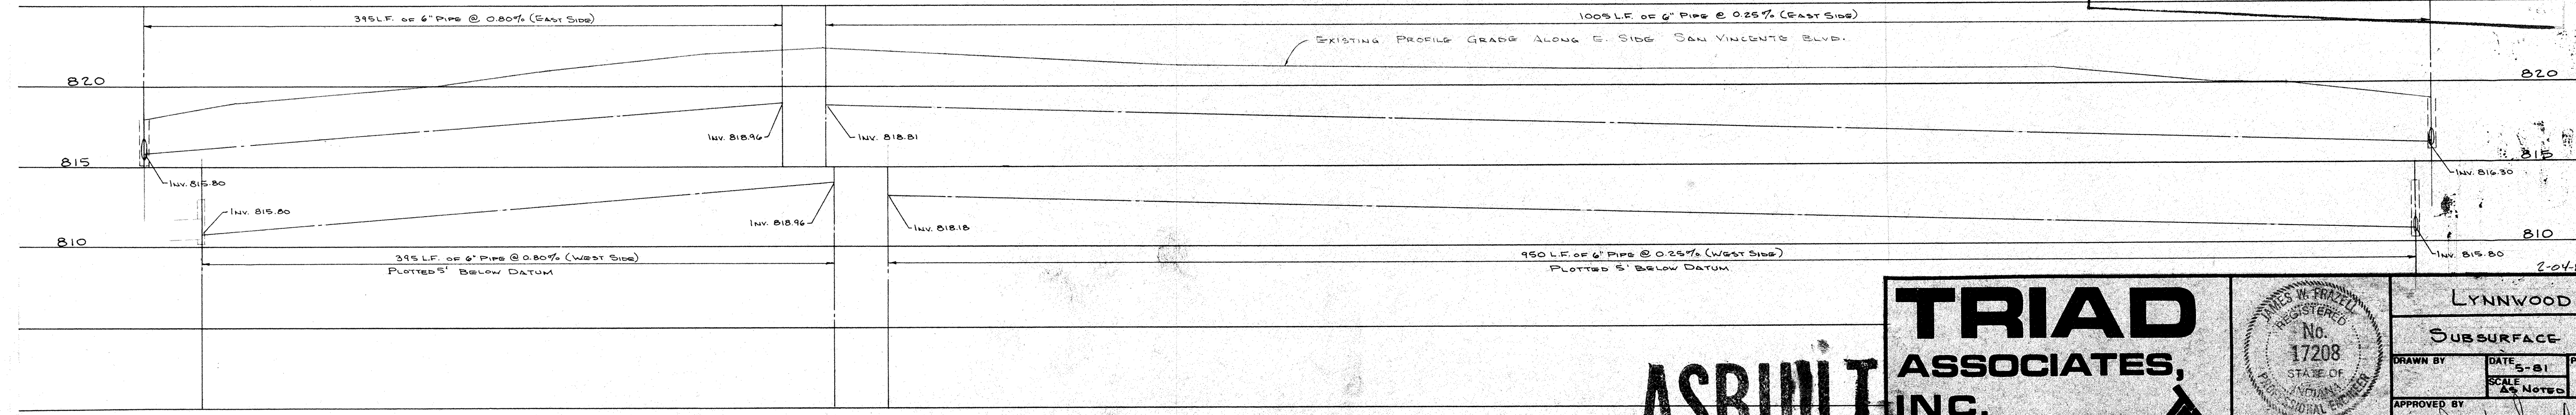 395 L.F. OF 6" PIPE @ 0.80% (EAST SIDE)
1005 L.F. OF 6" PIPE @ 0.25% (EAST SIDE)
EXISTING PROFILE GRADE ALONG E. SIDE SAN VINCENTE BLVD.
820
820
INV. 818.96
INV. 818.81
815
815
INV. 815.80
INV. 816.30
INV. 815.80
INV. 818.96
INV. 818.18
810
810
395 L.F. OF 6" PIPE @ 0.80% (WEST SIDE)
PLOTTED 5' BELOW DATUM
950 L.F. OF 6" PIPE @ 0.25% (WEST SIDE)
PLOTTED 5' BELOW DATUM
INV. 815.80
2-04-
ASBUILT
TRIAD
ASSOCIATES,
INC.
JAMES W. FRAZELL
REGISTERED
No.
17208
STATE OF
INDIANA
PROFESSIONAL ENGINEER
LYNNWOOD
SUBSURFACE
DRAWN BY
DATE
5-81
SCALE
AS NOTED
APPROVED BY